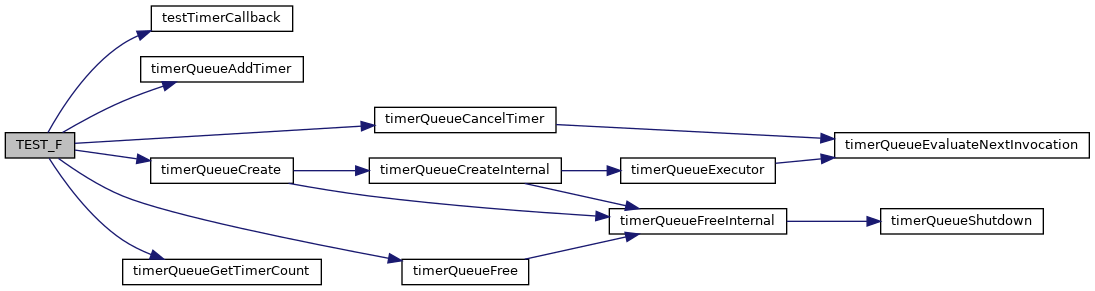 testTimerCallback
timerQueueAddTimer
timerQueueCancelTimer
TEST_F
timerQueueEvaluateNextInvocation
timerQueueCreate
timerQueueCreateInternal
timerQueueExecutor
timerQueueFreeInternal
timerQueueShutdown
timerQueueGetTimerCount
timerQueueFree